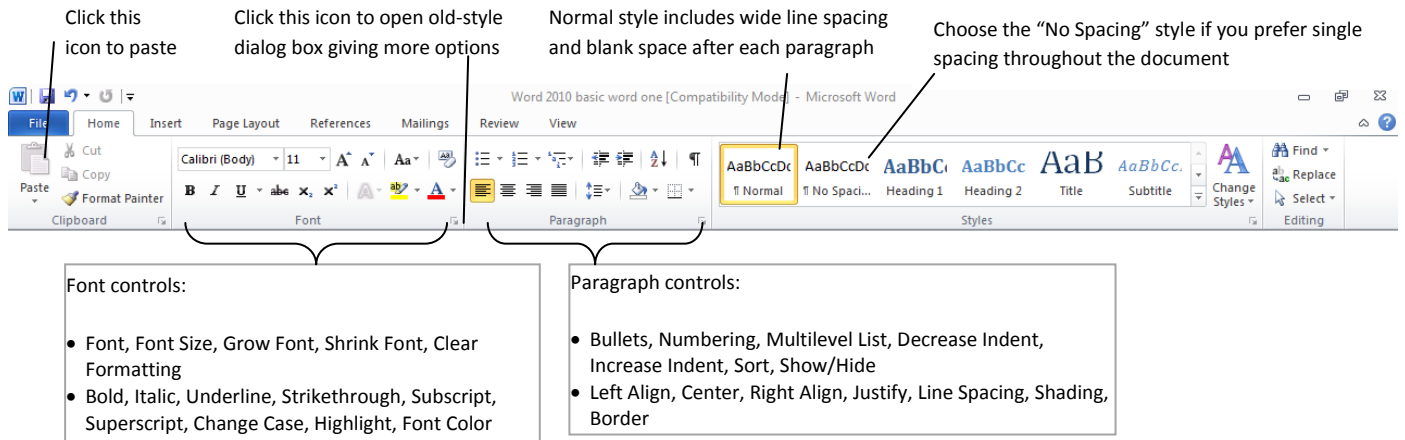 Click this
icon to paste
Click this icon to open old-style
dialog box giving more options
Normal style includes wide line spacing
and blank space after each paragraph
Choose the “No Spacing” style if you prefer single
spacing throughout the document
W
Word 2010 basic word one [Compatibility Mode] - Microsoft Word
File Home Insert Page Layout References Mailings Review View
Paste
Cut
Copy
Format Painter
Clipboard
Calibri (Body) 11 A A Aa
B I U abc x₂ x² A ab A
Font
A Z ¶
Paragraph
AaBbCcDc AaBbCcDc AaBbC AaBbCc AaB AaBbCc.
¶ Normal ¶ No Spaci... Heading 1 Heading 2 Title Subtitle
Styles
Change
Styles
Find
Replace
Select
Editing
Font controls:
• Font, Font Size, Grow Font, Shrink Font, Clear
Formatting
• Bold, Italic, Underline, Strikethrough, Subscript,
Superscript, Change Case, Highlight, Font Color
Paragraph controls:
• Bullets, Numbering, Multilevel List, Decrease Indent,
Increase Indent, Sort, Show/Hide
• Left Align, Center, Right Align, Justify, Line Spacing, Shading,
Border